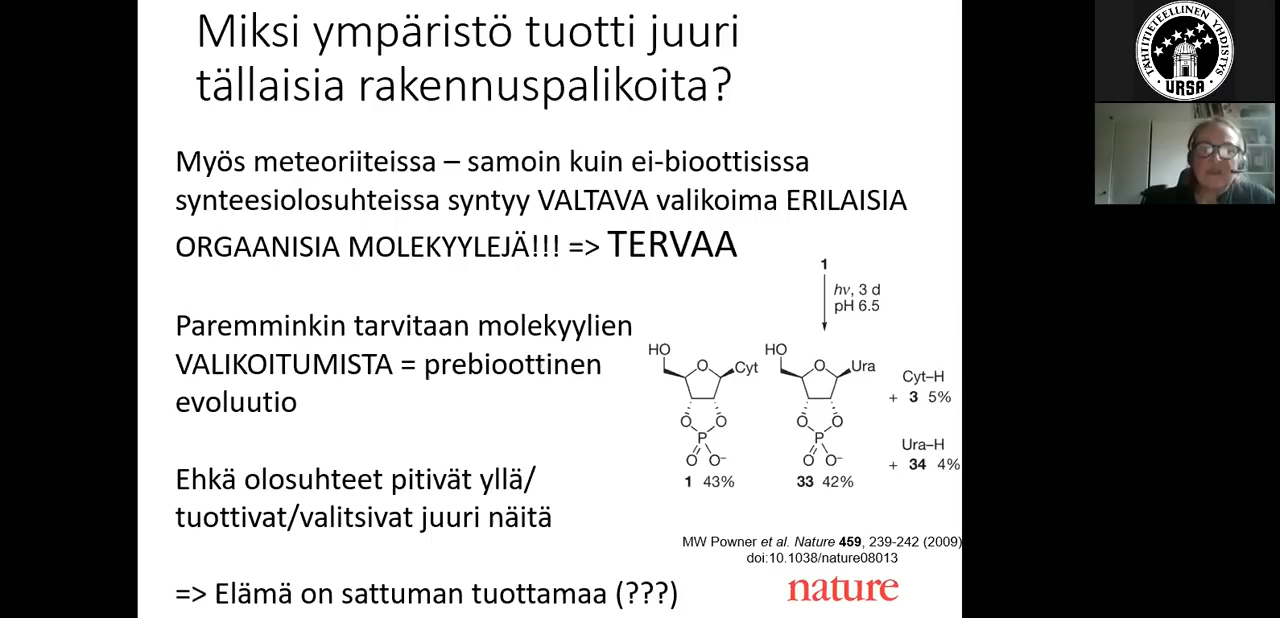 Miksi ympäristö tuotti juuri
tällaisia rakennuspalikoita?
Myös meteoriiteissa – samoin kuin ei-bioottisissa
synteesiolosuhteissa syntyy VALTAVA valikoima ERILAISIA
ORGAANISIA MOLEKYYLEJÄ!!! => TERVAA
Paremminkin tarvitaan molekyylien
VALIKOITUMISTA = prebioottinen
evoluutio
Ehkä olosuhteet pitivät yllä/
tuottivat/valitsivat juuri näitä
=> Elämä on sattuman tuottamaa (???)
1
hν, 3 d
pH 6.5
HO
O
Cyt
O
O
P
O
O⁻
1 43%
HO
O
Ura
O
O
P
O
O⁻
33 42%
Cyt–H
+ 3 5%
Ura–H
+ 34 4%
MW Powner et al. Nature 459, 239-242 (2009)
doi:10.1038/nature08013
nature
TÄHTITIETEELLINEN YHDISTYS
URSA